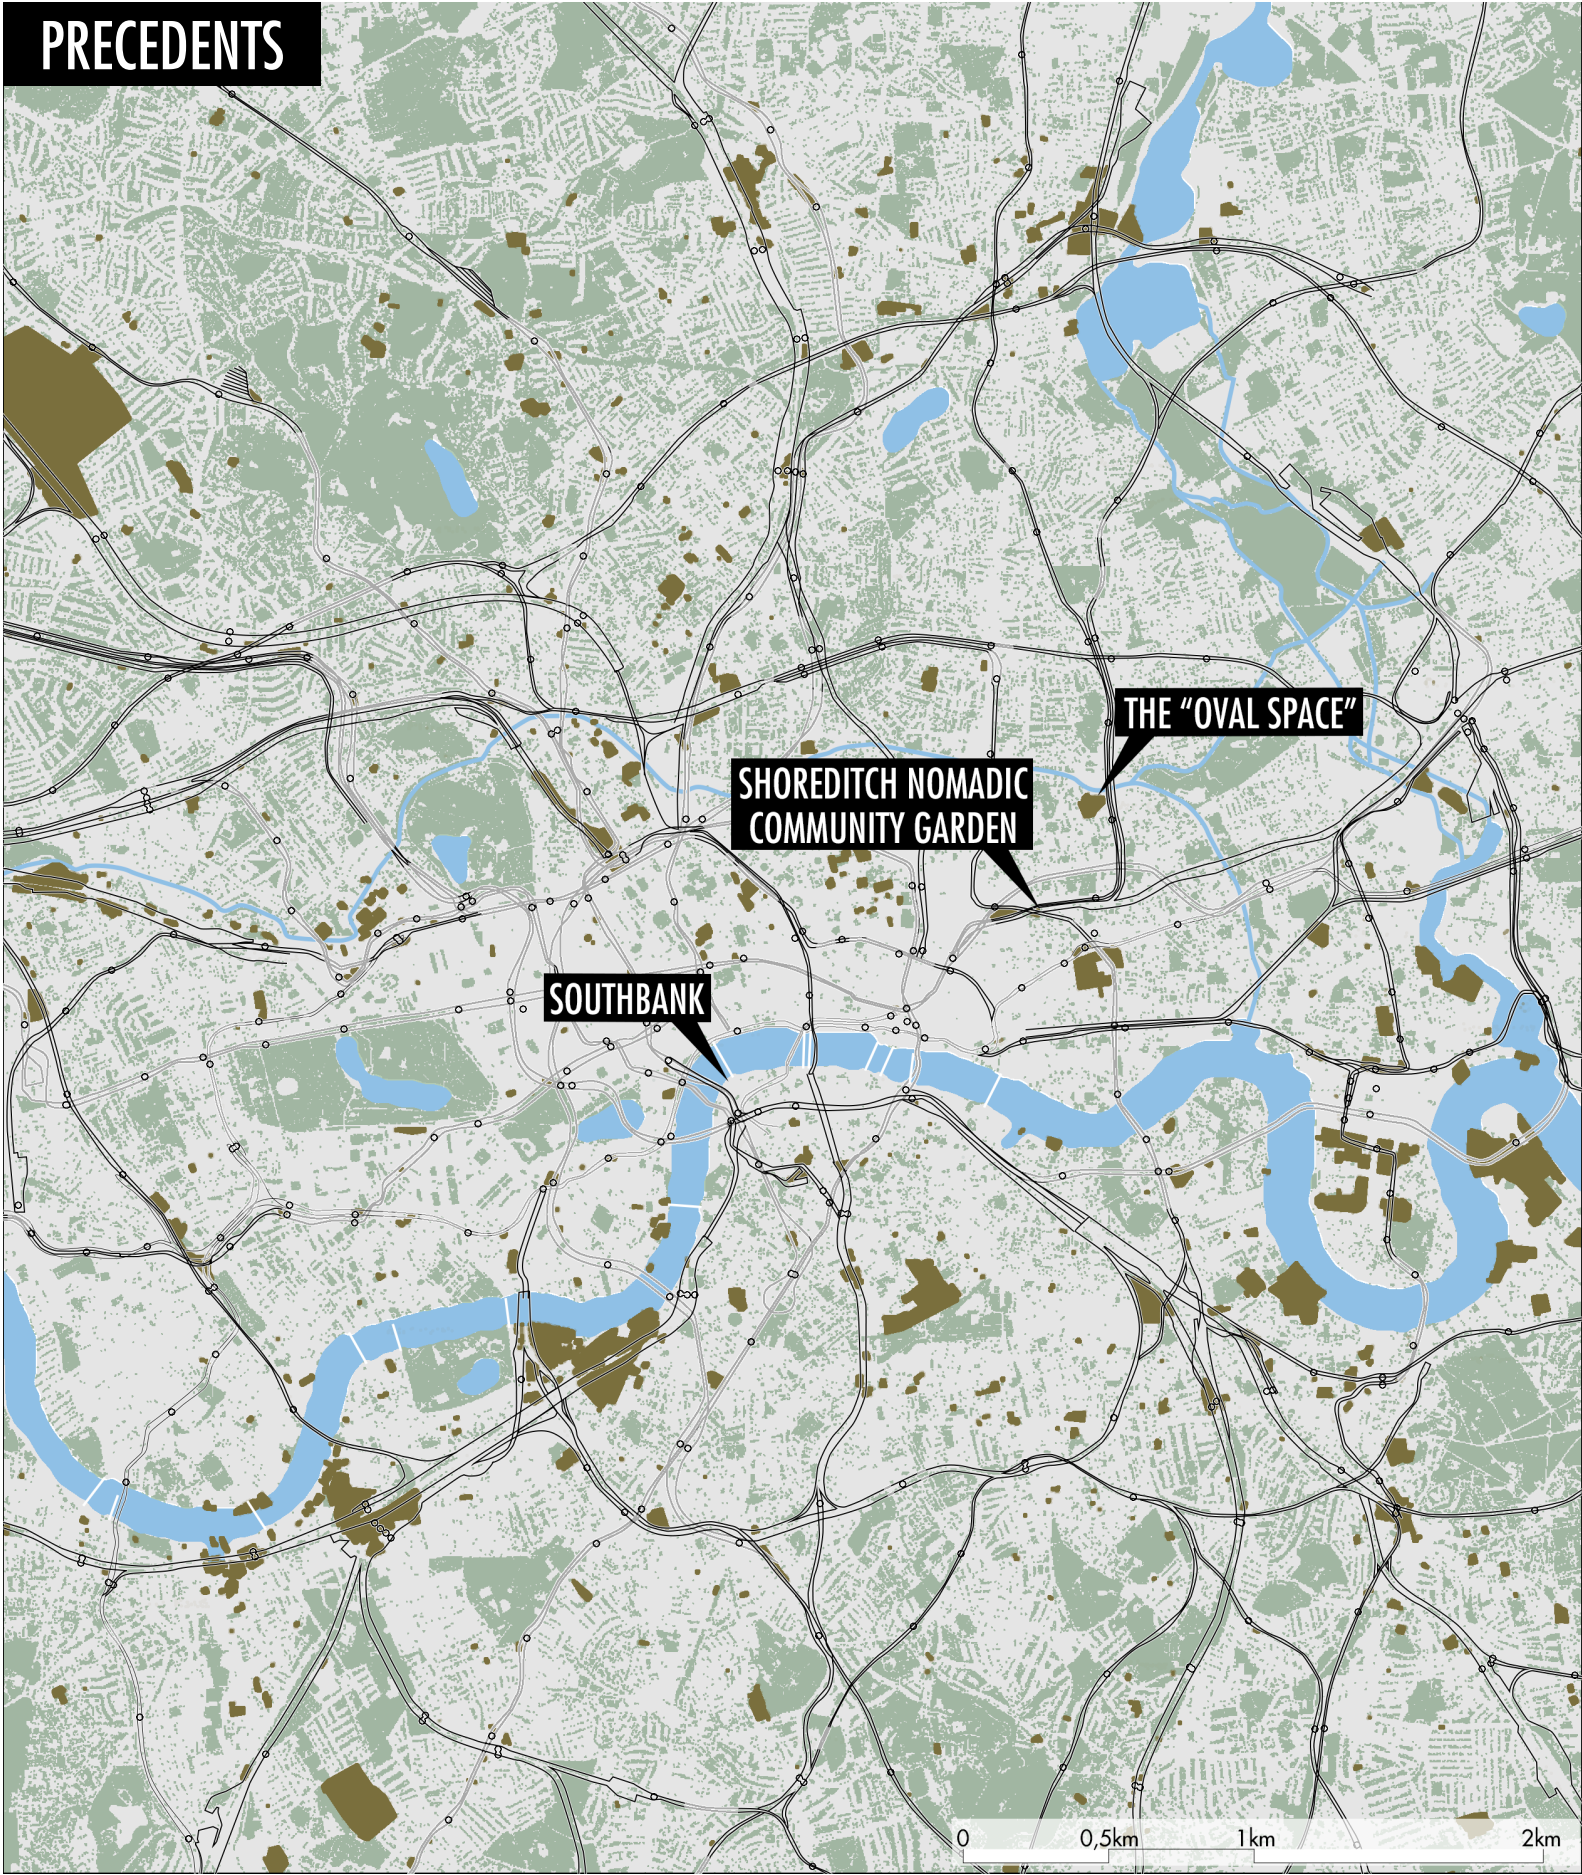 PRECEDENTS
THE “OVAL SPACE”
SHOREDITCH NOMADIC
COMMUNITY GARDEN
SOUTHBANK
0 0,5km 1km 2km